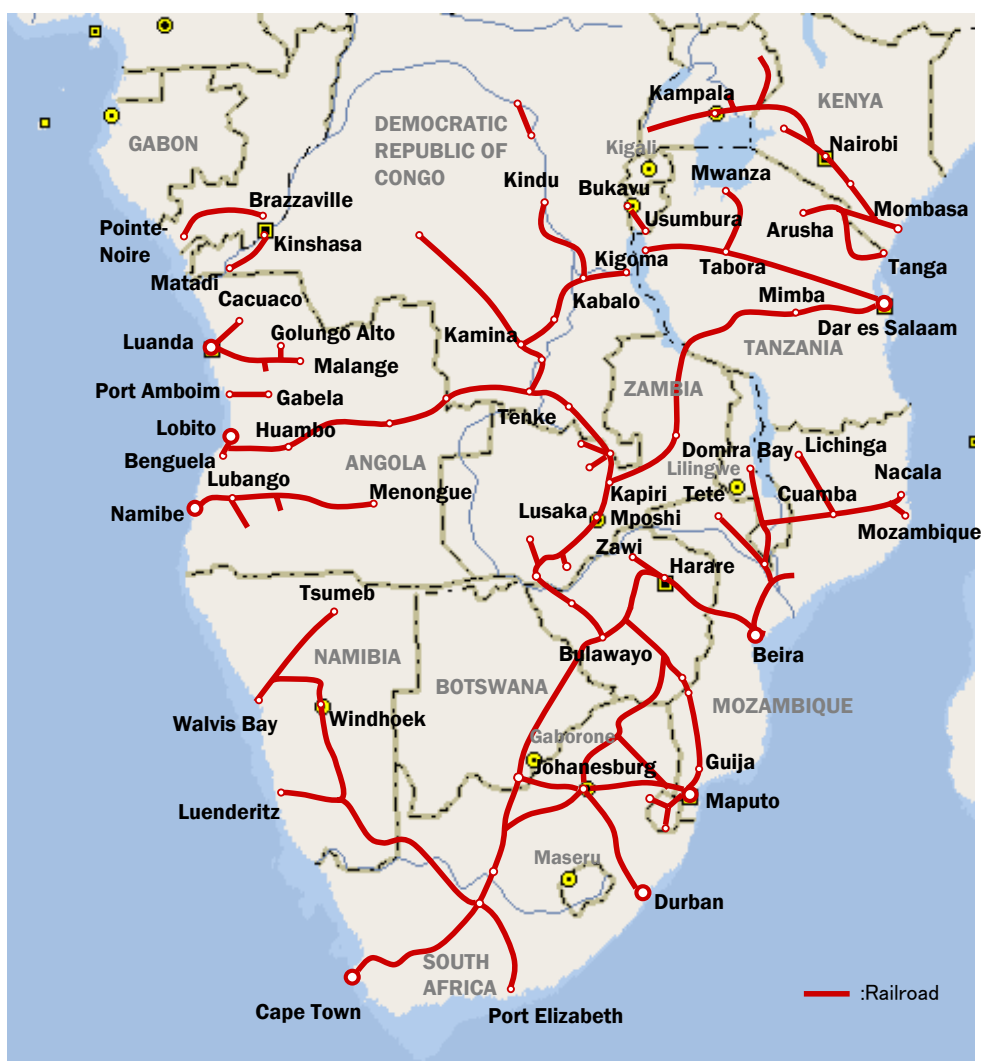 Kampala
KENYA
DEMOCRATIC
REPUBLIC OF
CONGO
GABON
Kigali
Nairobi
Mwanza
Kindu
Bukavu
Brazzaville
Usumbura
Mombasa
Pointe-
Noire
Kinshasa
Arusha
Kigoma
Tabora
Tanga
Matadi
Cacuaco
Kabalo
Mimba
Golungo Alto
Kamina
Dar es Salaam
Luanda
Malange
TANZANIA
Port Amboim
Gabela
ZAMBIA
Tenke
Lobito
Huambo
Domira Bay
Lichinga
Benguela
ANGOLA
Lilingwe
Nacala
Lubango
Menongue
Kapiri
Mposhi
Tete
Cuamba
Namibe
Lusaka
Mozambique
Zawi
Harare
Tsumeb
NAMIBIA
Bulawayo
Beira
BOTSWANA
MOZAMBIQUE
Walvis Bay
Windhoek
Gaborone
Guija
Johanesburg
Luenderitz
Maputo
Maseru
Durban
SOUTH
AFRICA
:Railroad
Cape Town
Port Elizabeth